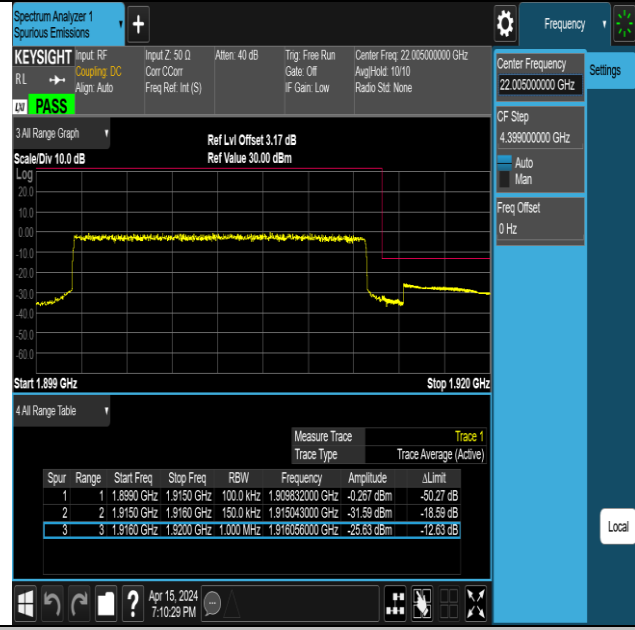 Spectrum Analyzer 1
Spurious Emissions
+
Frequency
KEYSIGHT
RL
LXI PASS
Input: RF
Coupling: DC
Align: Auto
Input Z: 50 Ω
Corr CCorr
Freq Ref: Int (S)
Atten: 40 dB
Trig: Free Run
Gate: Off
IF Gain: Low
Center Freq: 22.005000000 GHz
Avg|Hold: 10/10
Radio Std: None
Center Frequency
22.005000000 GHz
Settings
CF Step
4.399000000 GHz
Auto
Man
Freq Offset
0 Hz
Local
3 All Range Graph
Scale/Div 10.0 dB
Ref Lvl Offset 3.17 dB
Ref Value 30.00 dBm
Log
20.0
10.0
0.00
-10.0
-20.0
-30.0
-40.0
-50.0
-60.0
Start 1.899 GHz
Stop 1.920 GHz
4 All Range Table
Measure Trace Trace 1
Trace Type Trace Average (Active)
Spur Range Start Freq Stop Freq RBW Frequency Amplitude ΔLimit
1 1 1.8990 GHz 1.9150 GHz 100.0 kHz 1.909832000 GHz -0.267 dBm -50.27 dB
2 2 1.9150 GHz 1.9160 GHz 150.0 kHz 1.915043000 GHz -31.59 dBm -18.59 dB
3 3 1.9160 GHz 1.9200 GHz 1.000 MHz 1.916056000 GHz -25.63 dBm -12.63 dB
?
Apr 15, 2024
7:10:29 PM